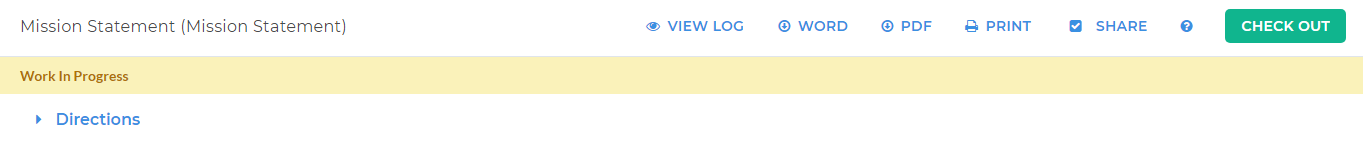 Mission Statement (Mission Statement) VIEW LOG WORD PDF PRINT SHARE ? CHECK OUT
Work In Progress
Directions